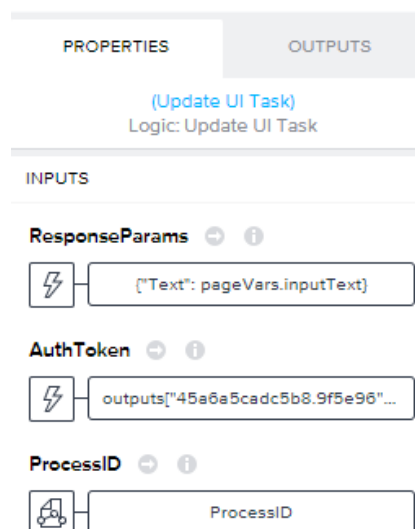 PROPERTIES OUTPUTS
(Update UI Task)
Logic: Update UI Task
INPUTS
ResponseParams
{"Text": pageVars.inputText}
AuthToken
outputs["45a6a5cadc5b8.9f5e96"...
ProcessID
ProcessID